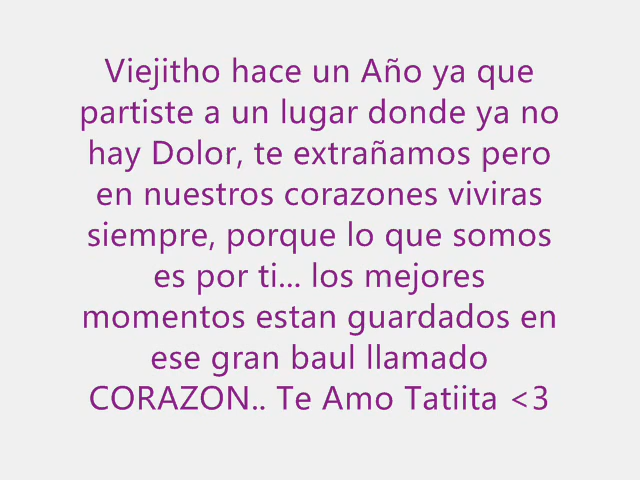 Viejitho hace un Año ya que
partiste a un lugar donde ya no
hay Dolor, te extrañamos pero
en nuestros corazones viviras
siempre, porque lo que somos
es por ti... los mejores
momentos estan guardados en
ese gran baul llamado
CORAZON.. Te Amo Tatiita <3